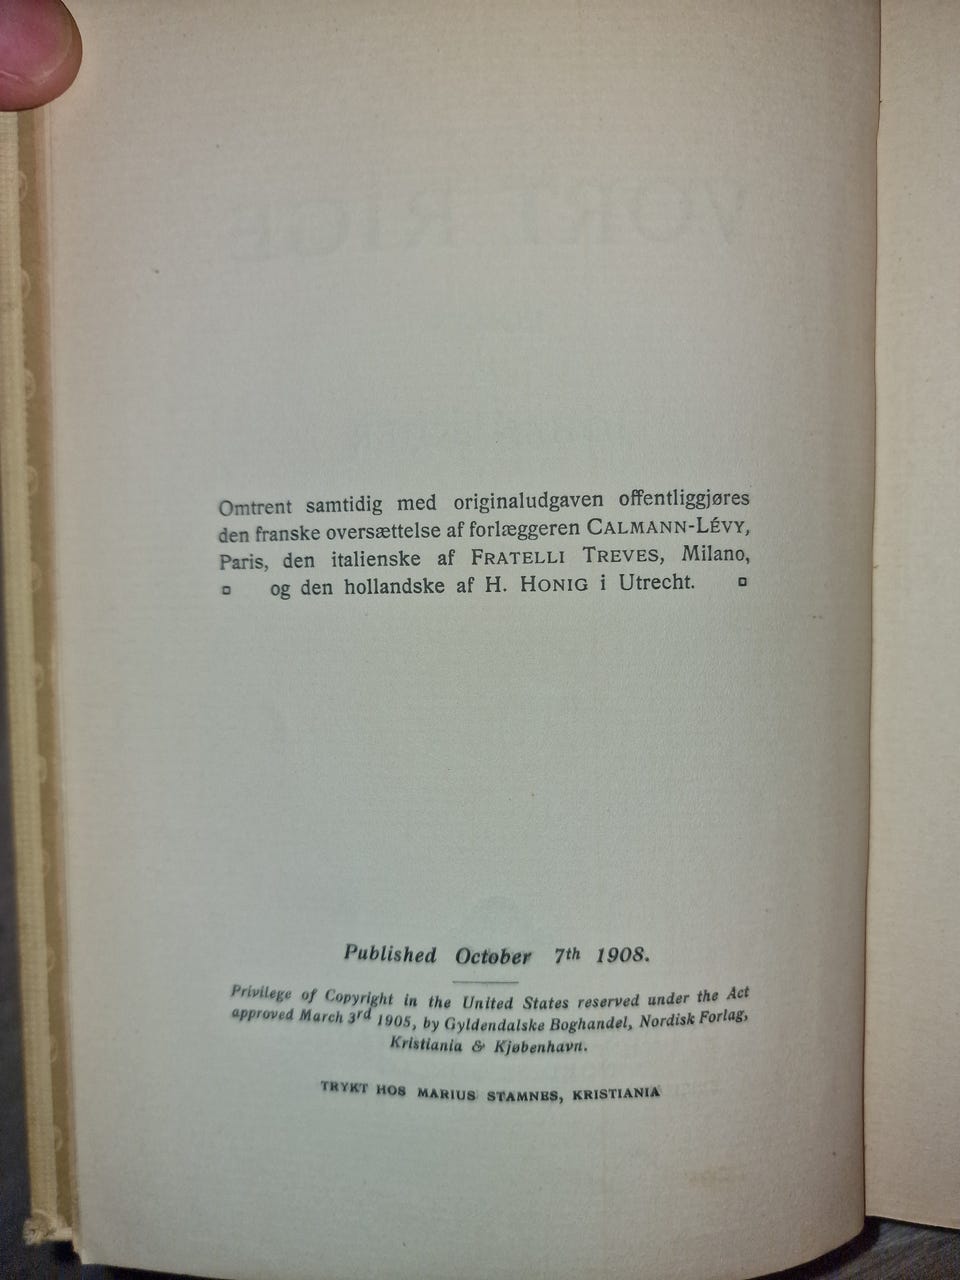 Omtrent samtidig med originaludgaven offentliggjøres
den franske oversættelse af forlæggeren CALMANN-LÉVY,
Paris, den italienske af FRATELLI TREVES, Milano,
og den hollandske af H. HONIG i Utrecht.
Published October 7th 1908.
Privilege of Copyright in the United States reserved under the Act
approved March 3rd 1905, by Gyldendalske Boghandel, Nordisk Forlag,
Kristiania & Kjøbenhavn.
TRYKT HOS MARIUS STAMNES, KRISTIANIA